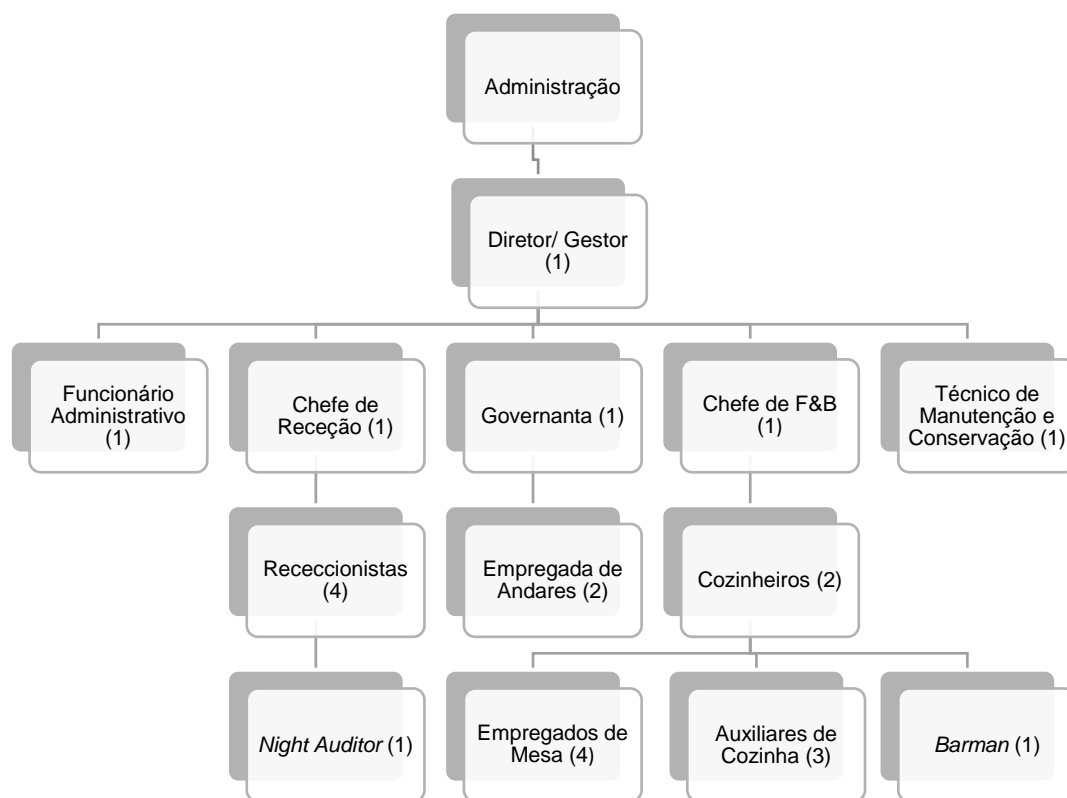 Administração
Diretor/ Gestor
(1)
Funcionário
Administrativo
(1)
Chefe de
Receção (1)
Governanta (1)
Chefe de F&B
(1)
Técnico de
Manutenção e
Conservação (1)
Receccionistas
(4)
Empregada de
Andares (2)
Cozinheiros (2)
Night Auditor (1)
Empregados de
Mesa (4)
Auxiliares de
Cozinha (3)
Barman (1)